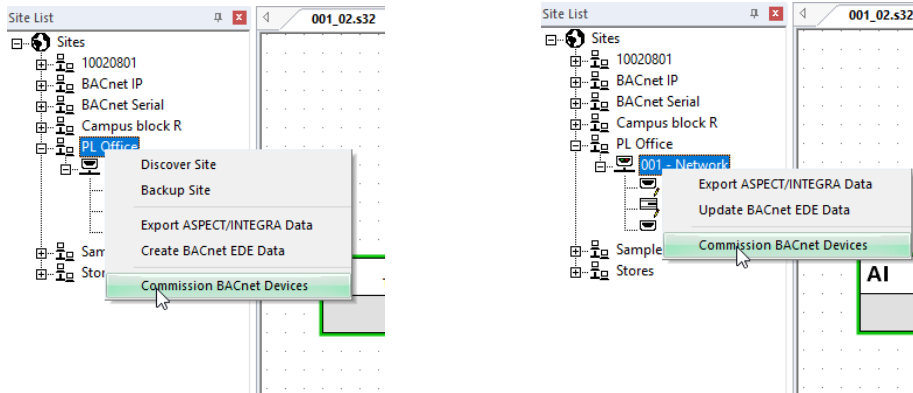 Site List
001_02.s32
Sites
10020801
BACnet IP
BACnet Serial
Campus block R
PL Office
Discover Site
Backup Site
Export ASPECT/INTEGRA Data
Create BACnet EDE Data
Commission BACnet Devices
Sam
Stor
Site List
001_02.s32
Sites
10020801
BACnet IP
BACnet Serial
Campus block R
PL Office
001 - Network
Export ASPECT/INTEGRA Data
Update BACnet EDE Data
Commission BACnet Devices
Sample
Stores
AI